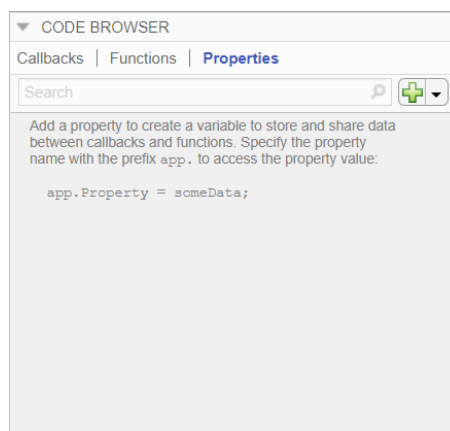 CODE BROWSER
Callbacks | Functions | Properties
Search
Add a property to create a variable to store and share data
between callbacks and functions. Specify the property
name with the prefix app. to access the property value:
app.Property = someData;